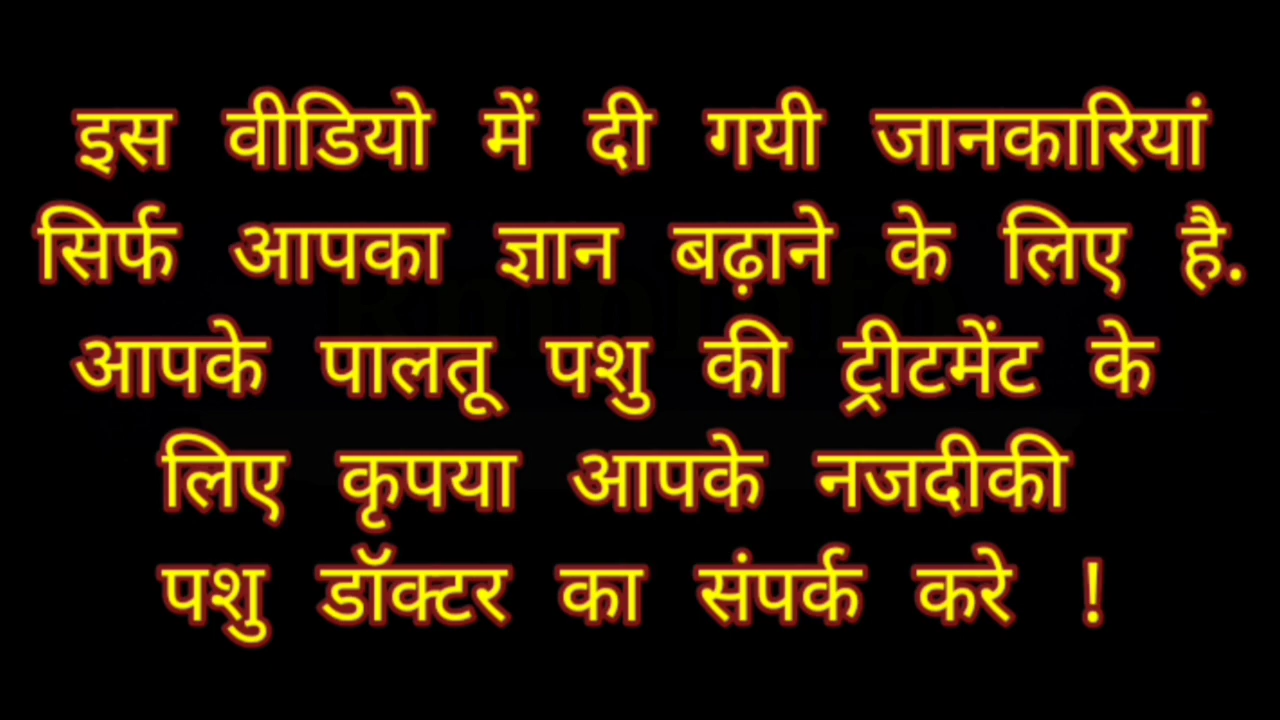 इस वीडियो में दी गयी जानकारियां
सिर्फ आपका ज्ञान बढ़ाने के लिए है.
आपके पालतू पशु की ट्रीटमेंट के
लिए कृपया आपके नजदीकी
पशु डॉक्टर का संपर्क करे !